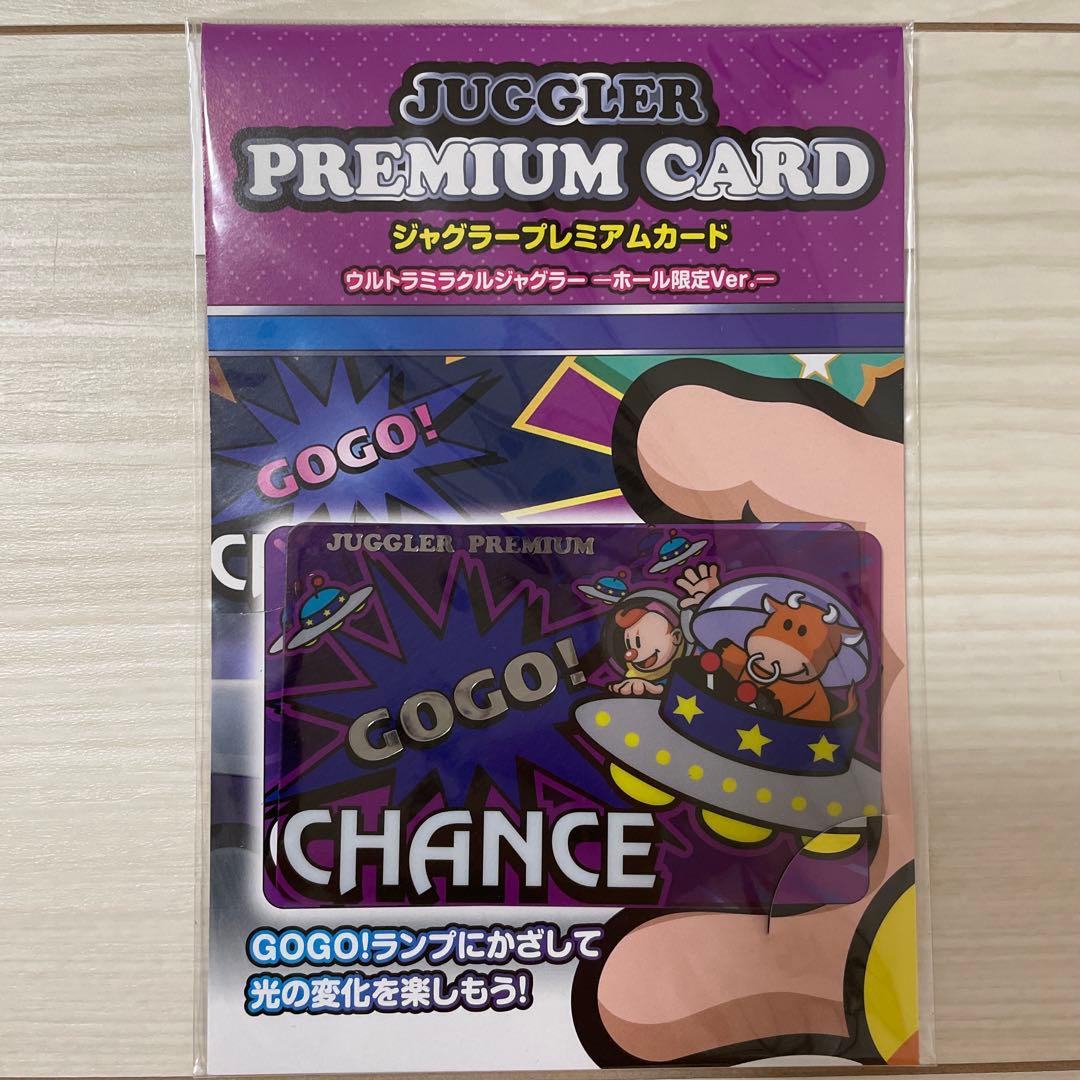 JUGGLER
PREMIUM CARD
ジャグラープレミアムカード
ウルトラミラクルジャグラー ―ホール限定Ver.―
GOGO!
C
JUGGLER PREMIUM
GOGO!
CHANCE
GOGO!ランプにかざして
光の変化を楽しもう!